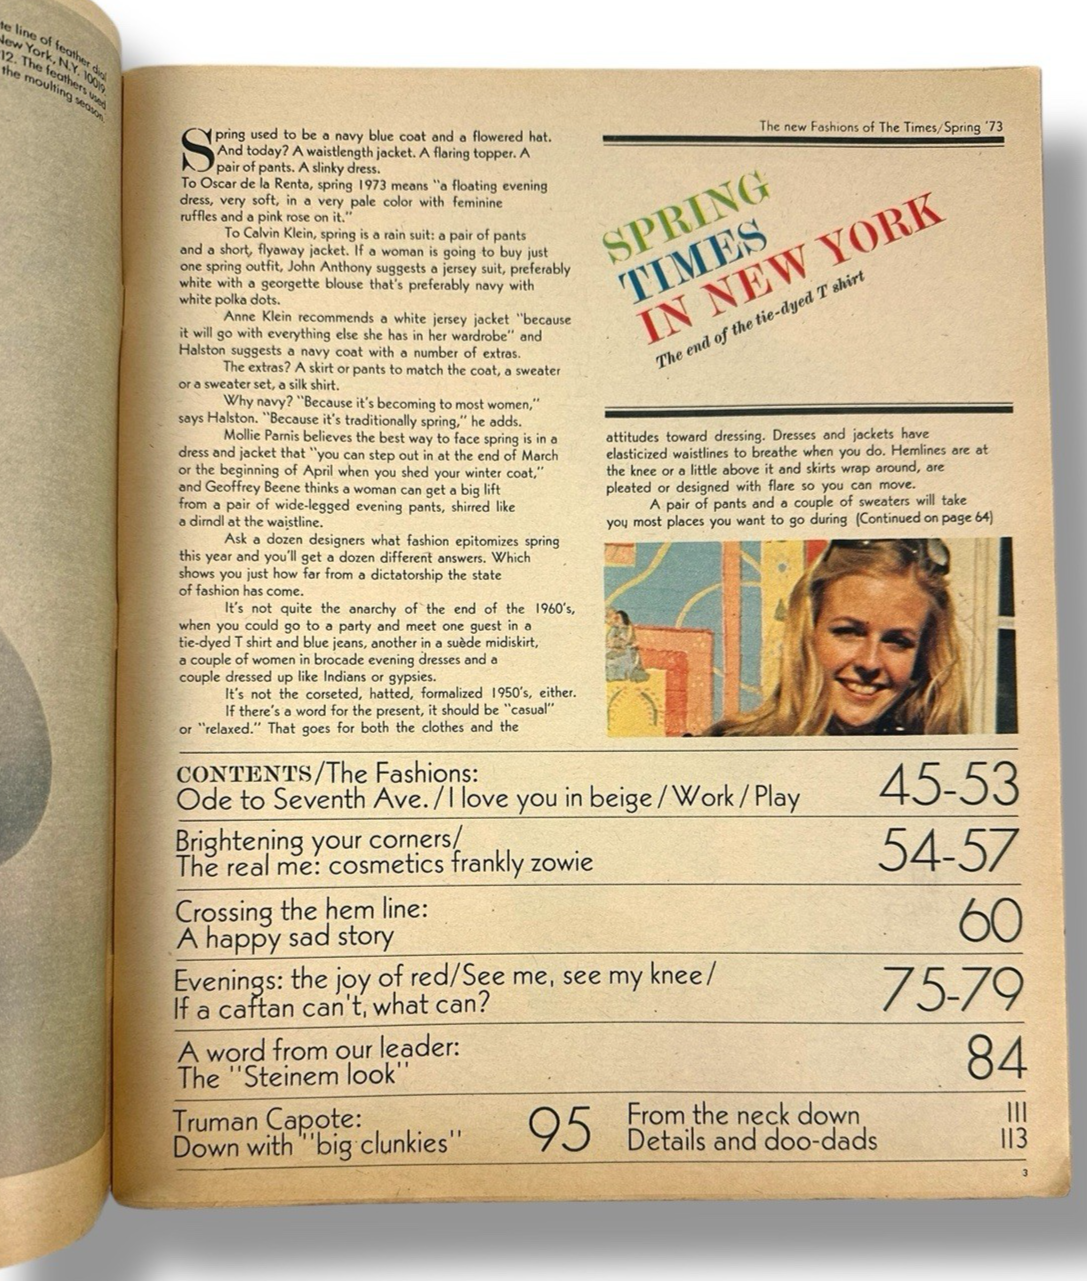 te line of feather
New York, N.Y. 10019.
12. The feathers used
the moulting season.
The new Fashions of The Times/Spring '73
SPRING
TIMES
IN NEW YORK
The end of the tie-dyed T shirt
Spring used to be a navy blue coat and a flowered hat.
And today? A waistlength jacket. A flaring topper. A
pair of pants. A slinky dress.
To Oscar de la Renta, spring 1973 means "a floating evening
dress, very soft, in a very pale color with feminine
ruffles and a pink rose on it."
To Calvin Klein, spring is a rain suit: a pair of pants
and a short, flyaway jacket. If a woman is going to buy just
one spring outfit, John Anthony suggests a jersey suit, preferably
white with a georgette blouse that's preferably navy with
white polka dots.
Anne Klein recommends a white jersey jacket "because
it will go with everything else she has in her wardrobe" and
Halston suggests a navy coat with a number of extras.
The extras? A skirt or pants to match the coat, a sweater
or a sweater set, a silk shirt.
Why navy? "Because it's becoming to most women,"
says Halston. "Because it's traditionally spring," he adds.
Mollie Parnis believes the best way to face spring is in a
dress and jacket that "you can step out in at the end of March
or the beginning of April when you shed your winter coat,"
and Geoffrey Beene thinks a woman can get a big lift
from a pair of wide-legged evening pants, shirred like
a dirndl at the waistline.
Ask a dozen designers what fashion epitomizes spring
this year and you'll get a dozen different answers. Which
shows you just how far from a dictatorship the state
of fashion has come.
It's not quite the anarchy of the end of the 1960's,
when you could go to a party and meet one guest in a
tie-dyed T shirt and blue jeans, another in a suède midiskirt,
a couple of women in brocade evening dresses and a
couple dressed up like Indians or gypsies.
It's not the corseted, hatted, formalized 1950's, either.
If there's a word for the present, it should be "casual"
or "relaxed." That goes for both the clothes and the
attitudes toward dressing. Dresses and jackets have
elasticized waistlines to breathe when you do. Hemlines are at
the knee or a little above it and skirts wrap around, are
pleated or designed with flare so you can move.
A pair of pants and a couple of sweaters will take
you most places you want to go during (Continued on page 64)
CONTENTS/The Fashions:
Ode to Seventh Ave./I love you in beige/Work/Play 45-53
Brightening your corners/
The real me: cosmetics frankly zowie 54-57
Crossing the hem line:
A happy sad story 60
Evenings: the joy of red/See me, see my knee/
If a caftan can't, what can? 75-79
A word from our leader:
The "Steinem look" 84
Truman Capote:
Down with "big clunkies" 95
From the neck down 111
Details and doo-dads 113
3